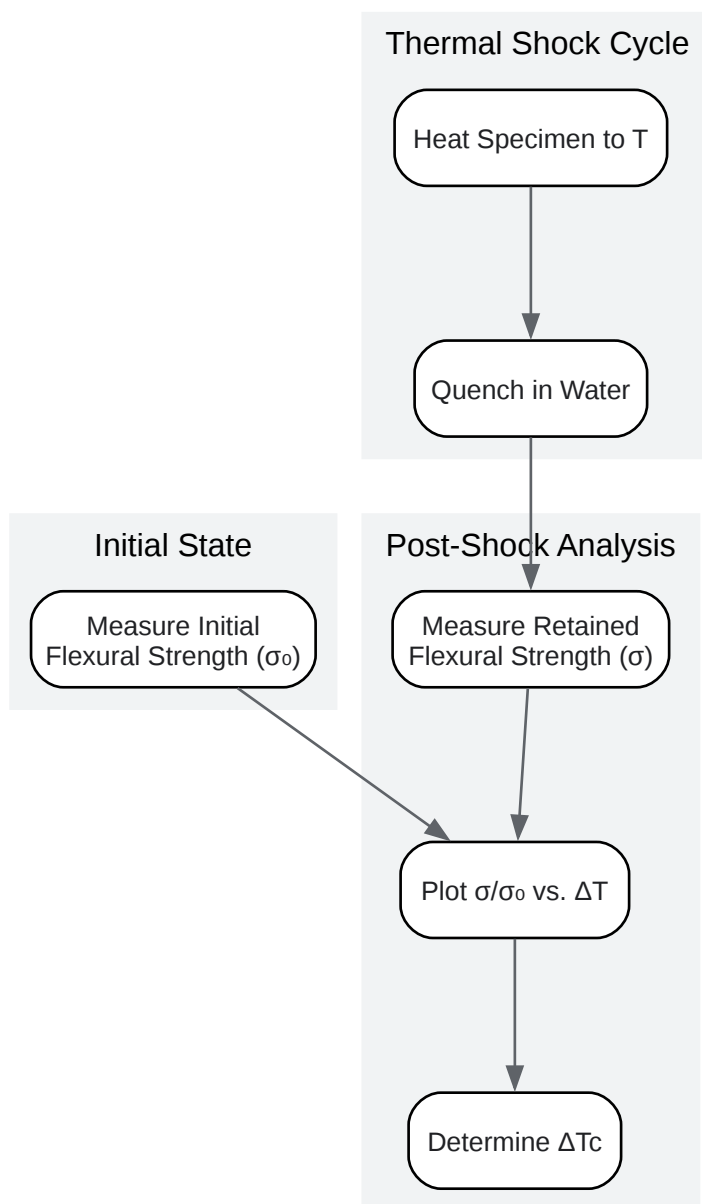 Thermal Shock Cycle
Heat Specimen to T
Quench in Water
Initial State
Measure Initial
Flexural Strength (σ₀)
Post-Shock Analysis
Measure Retained
Flexural Strength (σ)
Plot σ/σ₀ vs. ΔT
Determine ΔTc